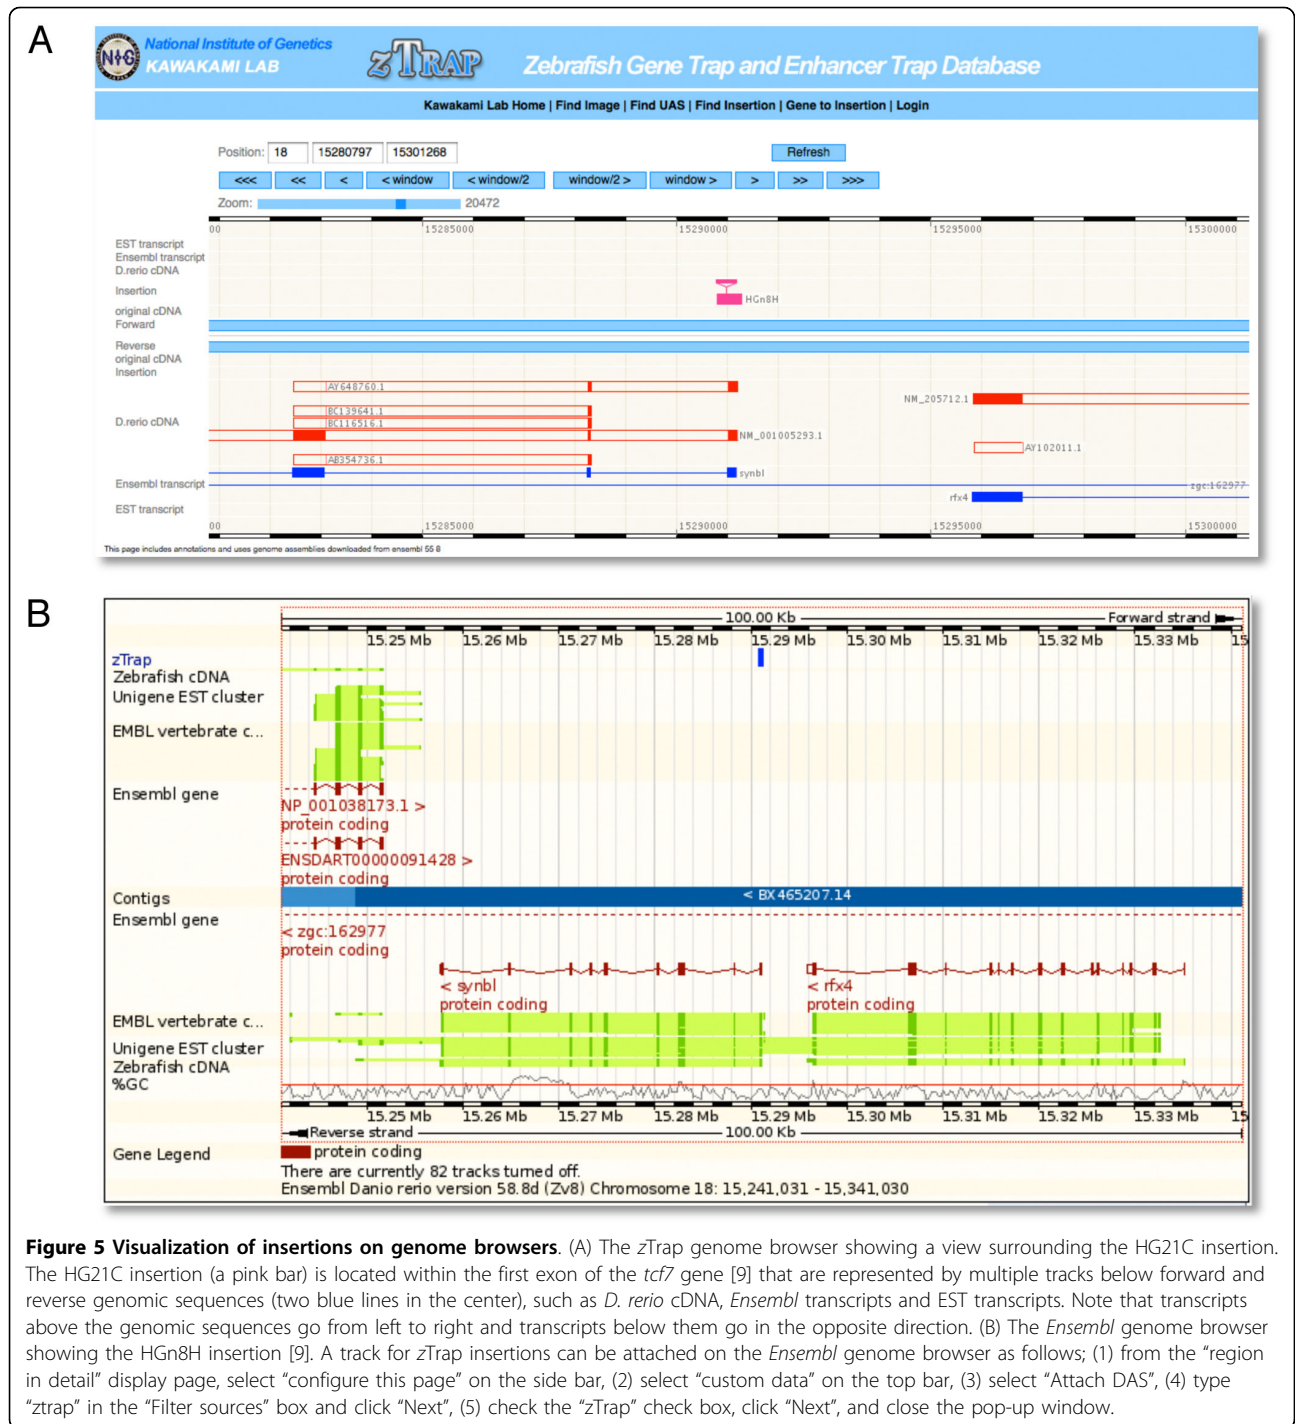 A
National Institute of Genetics
KAWAKAMI LAB
NIG
zTRAP
Zebrafish Gene Trap and Enhancer Trap Database
Kawakami Lab Home | Find Image | Find UAS | Find Insertion | Gene to Insertion | Login
Position: 18 15280797 15301268 Refresh
<<< << < < window < window/2 window/2 > window > > >> >>>
Zoom: 20472
00 15285000 15290000 15295000 15300000
EST transcript
Ensembl transcript
D.rerio cDNA
Insertion HGn8H
original cDNA
Forward
Reverse
original cDNA
Insertion
AY648760.1
NM_205712.1
BC139641.1
D.rerio cDNA BC116516.1
NM_001005293.1
AY102011.1
AB354736.1
synbl
Ensembl transcript zgc:162977
rfx4
EST transcript
00 15285000 15290000 15295000 15300000
This page includes annotations and uses genome assemblies downloaded from ensembl 55 8
B
100.00 Kb Forward strand
15.25 Mb 15.26 Mb 15.27 Mb 15.28 Mb 15.29 Mb 15.30 Mb 15.31 Mb 15.32 Mb 15.33 Mb 15
zTrap
Zebrafish cDNA
Unigene EST cluster
EMBL vertebrate c...
Ensembl gene
NP_001038173.1 >
protein coding
ENSDART00000091428 >
protein coding
Contigs < BX465207.14
Ensembl gene
< zgc:162977
protein coding
< synbl < rfx4
protein coding protein coding
EMBL vertebrate c...
Unigene EST cluster
Zebrafish cDNA
%GC
15.25 Mb 15.26 Mb 15.27 Mb 15.28 Mb 15.29 Mb 15.30 Mb 15.31 Mb 15.32 Mb 15.33 Mb 15
Reverse strand 100.00 Kb
Gene Legend protein coding
There are currently 82 tracks turned off.
Ensembl Danio rerio version 58.8d (Zv8) Chromosome 18: 15,241,031 - 15,341,030
Figure 5 Visualization of insertions on genome browsers. (A) The zTrap genome browser showing a view surrounding the HG21C insertion.
The HG21C insertion (a pink bar) is located within the first exon of the tcf7 gene [9] that are represented by multiple tracks below forward and
reverse genomic sequences (two blue lines in the center), such as D. rerio cDNA, Ensembl transcripts and EST transcripts. Note that transcripts
above the genomic sequences go from left to right and transcripts below them go in the opposite direction. (B) The Ensembl genome browser
showing the HGn8H insertion [9]. A track for zTrap insertions can be attached on the Ensembl genome browser as follows; (1) from the “region
in detail” display page, select “configure this page” on the side bar, (2) select “custom data” on the top bar, (3) select “Attach DAS”, (4) type
“ztrap” in the “Filter sources” box and click “Next”, (5) check the “zTrap” check box, click “Next”, and close the pop-up window.